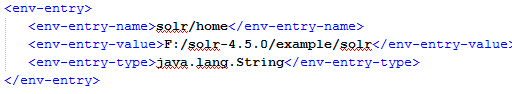 <env-entry>
<env-entry-name>solr/home</env-entry-name>
<env-entry-value>F:/solr-4.5.0/example/solr</env-entry-value>
<env-entry-type>java.lang.String</env-entry-type>
</env-entry>